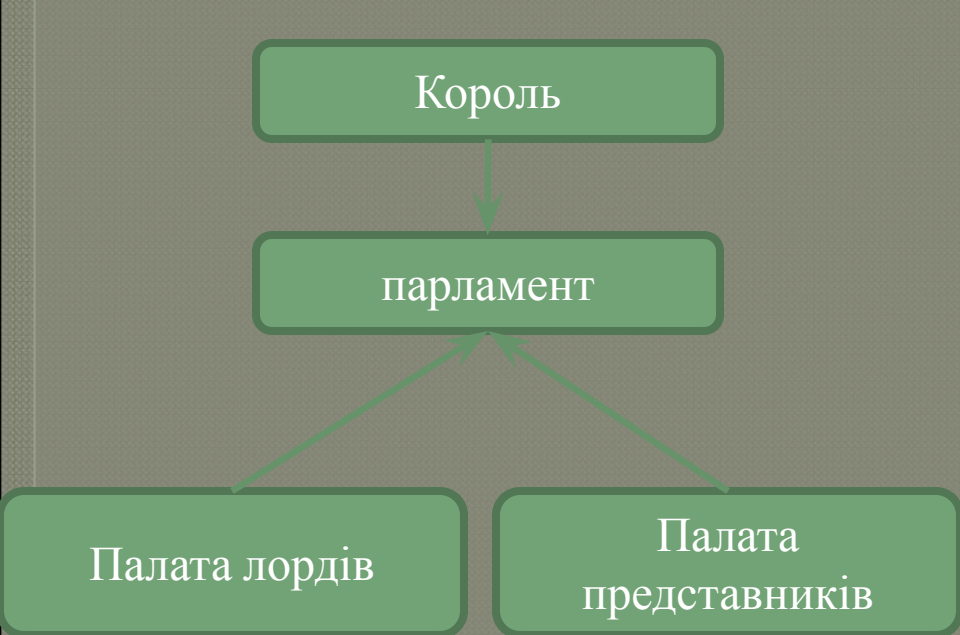 Король
парламент
Палата лордів
Палата
представників